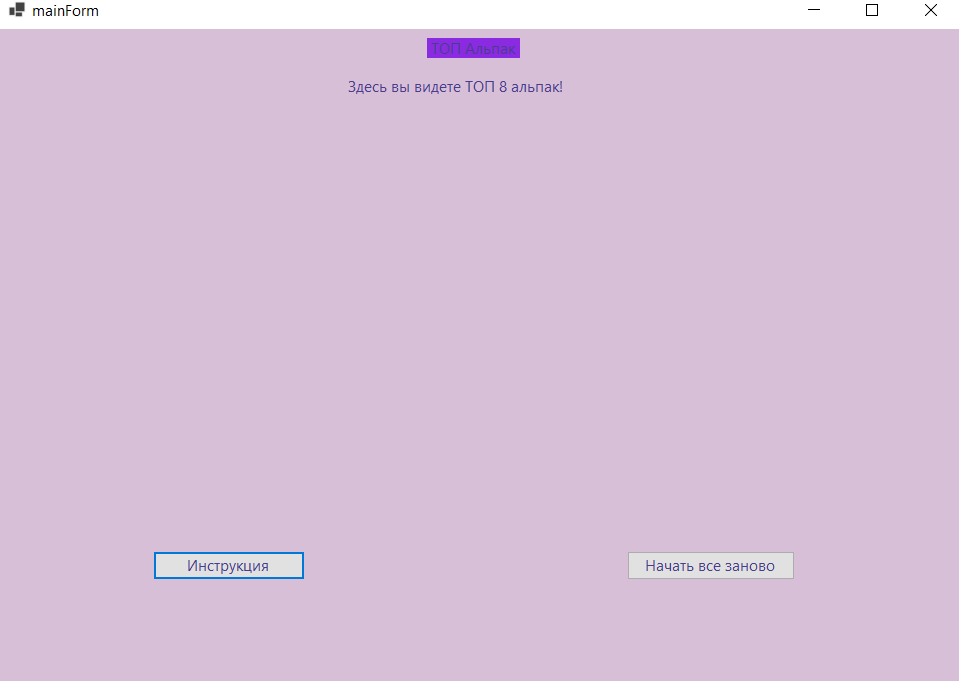 mainForm
ТОП Альпак
Здесь вы видете ТОП 8 альпак!
Инструкция
Начать все заново